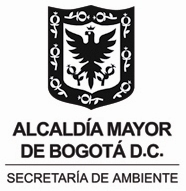 ALCALDÍA MAYOR
DE BOGOTÁ D.C.
SECRETARÍA DE AMBIENTE